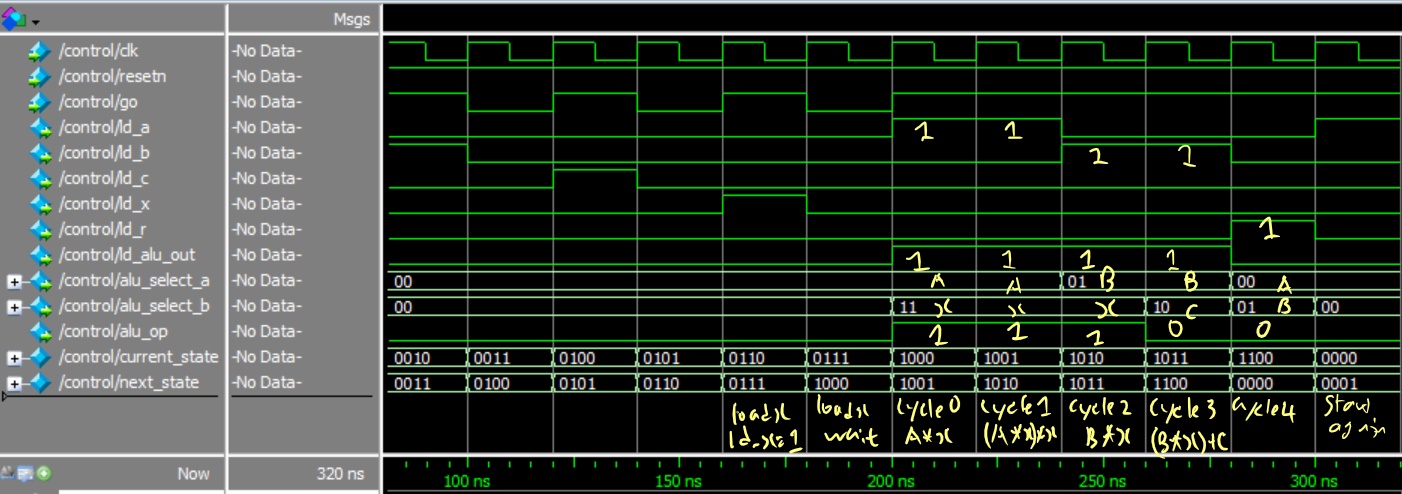 Msgs
/control/clk -No Data-
/control/resetn -No Data-
/control/go -No Data-
/control/ld_a -No Data- 1 1
/control/ld_b -No Data- 1 1
/control/ld_c -No Data-
/control/ld_x -No Data-
/control/ld_r -No Data- 1
/control/ld_alu_out -No Data- 1 1 1 1
/control/alu_select_a -No Data- 00 A A 01 B B 00 A
/control/alu_select_b -No Data- 00 11 x x x 10 C 01 B 00
/control/alu_op -No Data- 1 1 1 0 0
/control/current_state -No Data- 0010 0011 0100 0101 0110 0111 1000 1001 1010 1011 1100 0000
/control/next_state -No Data- 0011 0100 0101 0110 0111 1000 1001 1010 1011 1100 0000 0001
load x load x cycle 0 cycle 1 cycle 2 cycle 3 cycle 4 Start
ld_x=1 wait A*x (A*x)*x B*x (B*x)+C again
Now 320 ns 100 ns 150 ns 200 ns 250 ns 300 ns